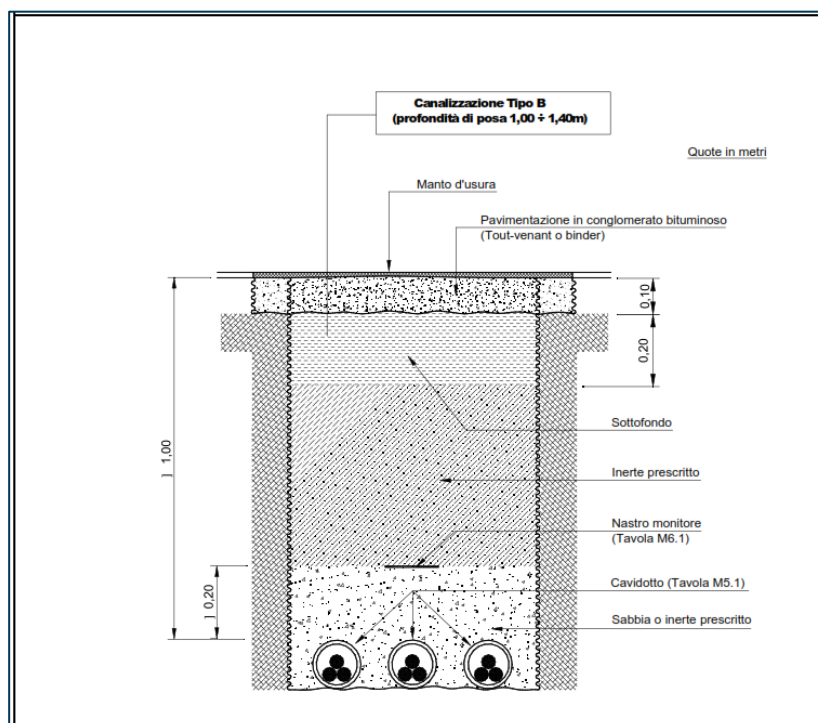 Canalizzazione Tipo B
(profondità di posa 1,00 ÷ 1,40m)
Quote in metri
Manto d'usura
Pavimentazione in conglomerato bituminoso
(Tout-venant o binder)
0,10
0,20
] 1,00
Sottofondo
Inerte prescritto
Nastro monitore
(Tavola M6.1)
] 0,20
Cavidotto (Tavola M5.1)
Sabbia o inerte prescritto